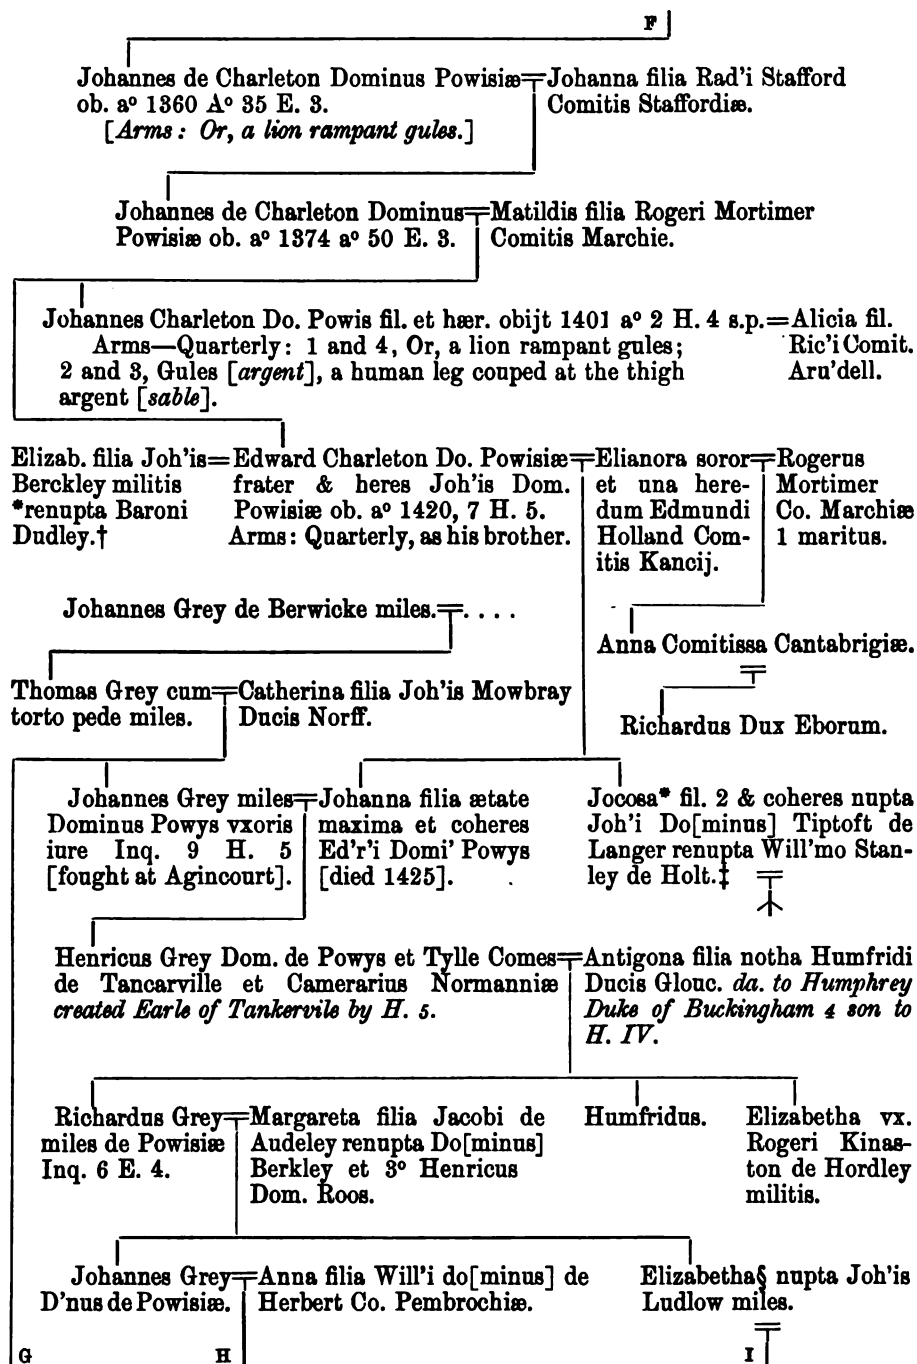 F
Johannes de Charleton Dominus Powisiæ=Johanna filia Rad'i Stafford
ob. aº 1360 Aº 35 E. 3. Comitis Staffordiæ.
[Arms: Or, a lion rampant gules.]
Johannes de Charleton Dominus=Matildis filia Rogeri Mortimer
Powisiæ ob. aº 1374 aº 50 E. 3. Comitis Marchie.
Johannes Charleton Do. Powis fil. et hær. obijt 1401 aº 2 H. 4 s.p.=Alicia fil.
Arms—Quarterly: 1 and 4, Or, a lion rampant gules; Ric'i Comit.
2 and 3, Gules [argent], a human leg couped at the thigh Aru'dell.
argent [sable].
Elizab. filia Joh'is=
Berckley militis
*renupta Baroni
Dudley.†
Edward Charleton Do. Powisiæ=
frater & heres Joh'is Dom.
Powisiæ ob. aº 1420, 7 H. 5.
Arms: Quarterly, as his brother.
Elianora soror=
et una here-
dum Edmundi
Holland Com-
itis Kancij.
Rogerus
Mortimer
Co. Marchiæ
1 maritus.
Johannes Grey de Berwicke miles.=. . . .
Anna Comitissa Cantabrigiæ.
Thomas Grey cum=Catherina filia Joh'is Mowbray
torto pede miles. Ducis Norff.
Richardus Dux Eborum.
Johannes Grey miles=
Dominus Powys vxoris
iure Inq. 9 H. 5
[fought at Agincourt].
Johanna filia ætate
maxima et coheres
Ed'r'i Domi' Powys
[died 1425].
Jocosa* fil. 2 & coheres nupta
Joh'i Do[minus] Tiptoft de
Langer renupta Will'mo Stan-
ley de Holt.‡
Henricus Grey Dom. de Powys et Tylle Comes=
de Tancarville et Camerarius Normanniæ
created Earle of Tankervile by H. 5.
Antigona filia notha Humfridi
Ducis Glouc. da. to Humphrey
Duke of Buckingham 4 son to
H. IV.
Richardus Grey=
miles de Powisiæ
Inq. 6 E. 4.
Margareta filia Jacobi de
Audeley renupta Do[minus]
Berkley et 3º Henricus
Dom. Roos.
Humfridus.
Elizabetha vx.
Rogeri Kinas-
ton de Hordley
militis.
Johannes Grey=
D'nus de Powisiæ.
Anna filia Will'i do[minus] de
Herbert Co. Pembrochiæ.
Elizabetha§ nupta Joh'is
Ludlow miles.
G H I